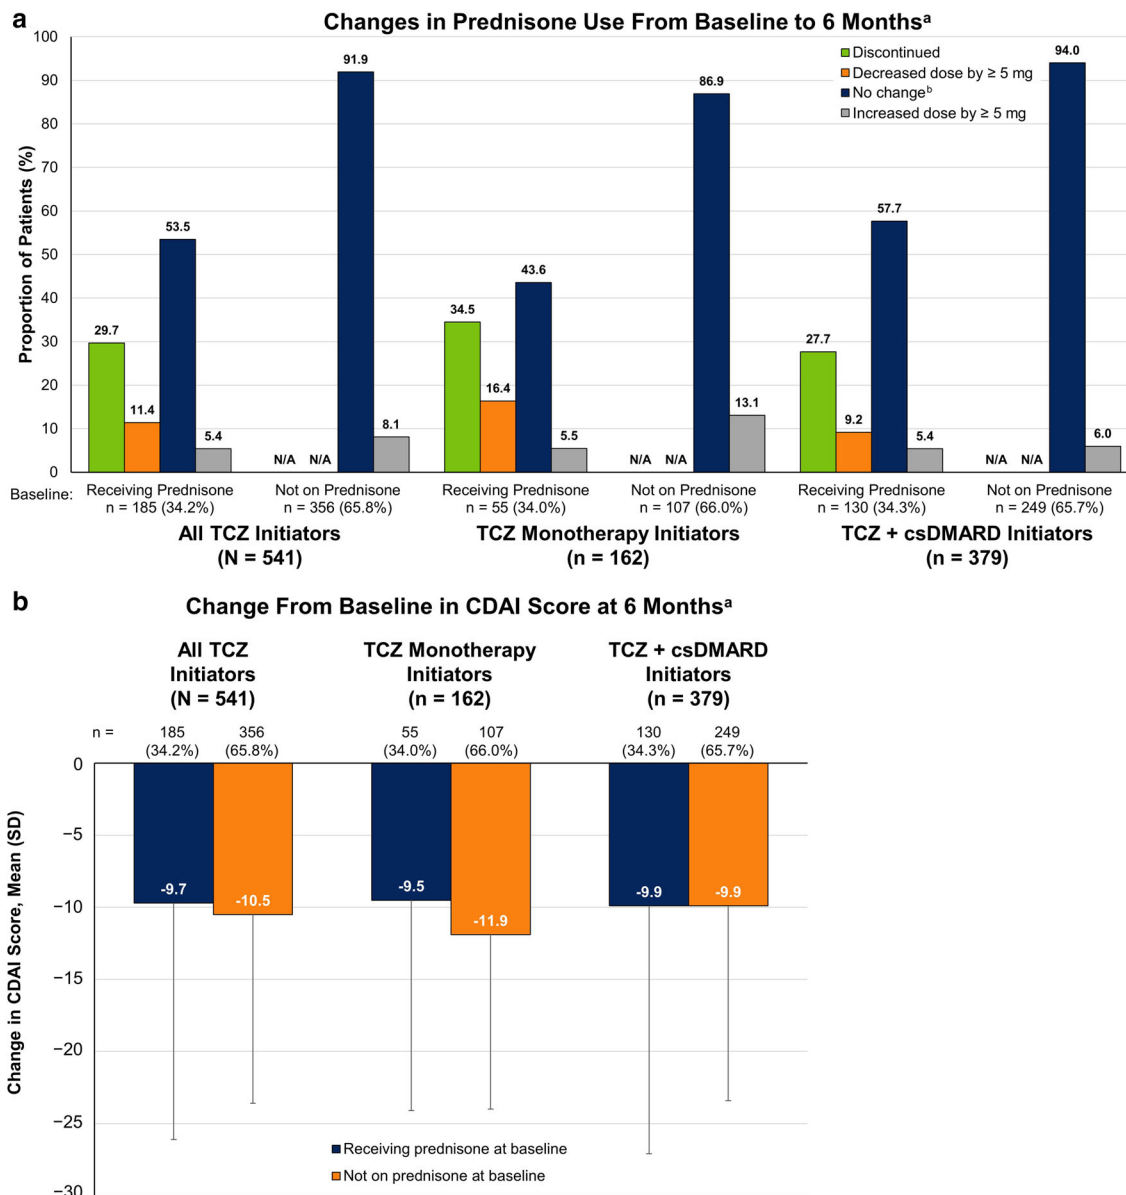 a
Changes in Prednisone Use From Baseline to 6 Monthsᵃ
Proportion of Patients (%)
100
90
80
70
60
50
40
30
20
10
0
Discontinued
Decreased dose by ≥ 5 mg
No changeᵇ
Increased dose by ≥ 5 mg
29.7
11.4
53.5
5.4
N/A N/A
91.9
8.1
34.5
16.4
43.6
5.5
N/A N/A
86.9
13.1
27.7
9.2
57.7
5.4
N/A N/A
94.0
6.0
Baseline: Receiving Prednisone Not on Prednisone Receiving Prednisone Not on Prednisone Receiving Prednisone Not on Prednisone
n = 185 (34.2%) n = 356 (65.8%) n = 55 (34.0%) n = 107 (66.0%) n = 130 (34.3%) n = 249 (65.7%)
All TCZ Initiators TCZ Monotherapy Initiators TCZ + csDMARD Initiators
(N = 541) (n = 162) (n = 379)
b
Change From Baseline in CDAI Score at 6 Monthsᵃ
All TCZ TCZ Monotherapy TCZ + csDMARD
Initiators Initiators Initiators
(N = 541) (n = 162) (n = 379)
n = 185 356 55 107 130 249
(34.2%) (65.8%) (34.0%) (66.0%) (34.3%) (65.7%)
Change in CDAI Score, Mean (SD)
0
−5
−10
−15
−20
−25
−30
-9.7
-10.5
-9.5
-11.9
-9.9
-9.9
Receiving prednisone at baseline
Not on prednisone at baseline